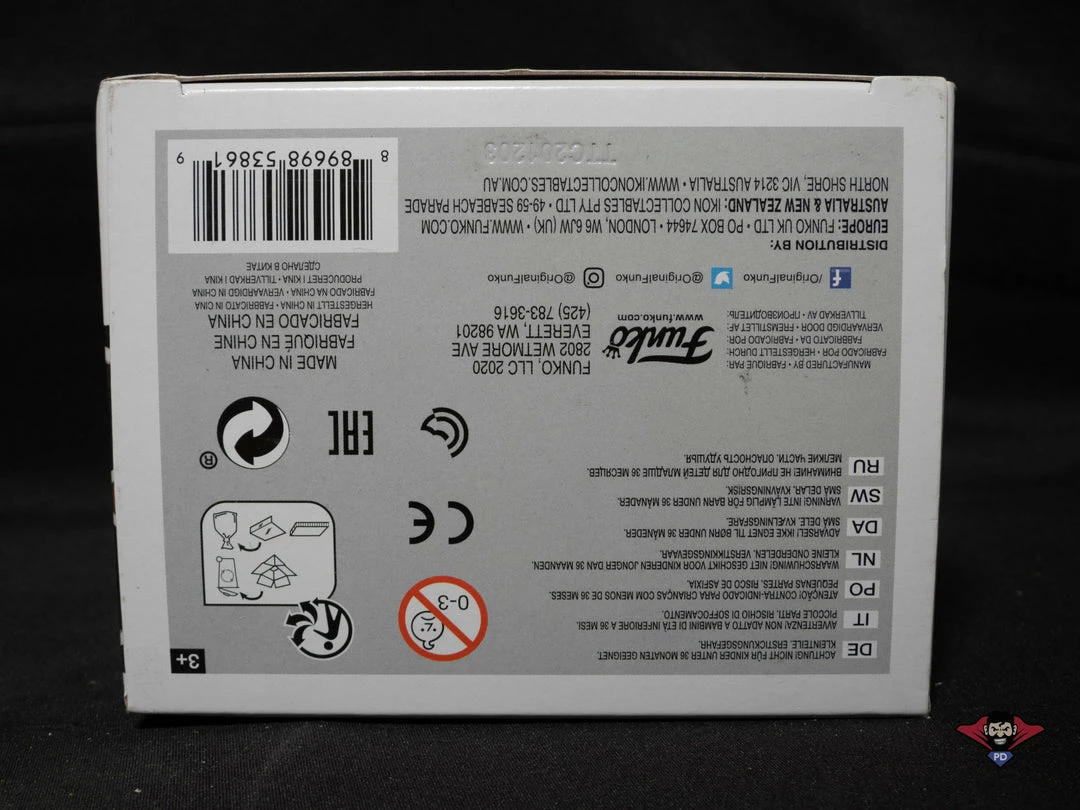 3+
DE
ACHTUNG! NICHT FÜR KINDER UNTER 36 MONATEN GEEIGNET.
KLEINTEILE. ERSTICKUNGSGEFAHR.
IT
AVVERTENZA! NON ADATO A BAMBINI DI ETÀ INFERIORE A 36 MESI.
PICCOLE PARTI. RISCHIO DI SOFFOCAMENTO.
PO
ATENÇÃO! CONTRA-INDICADO PARA CRIANÇAS COM MENOS DE 36 MESES.
PEQUENAS PARTES. RISCO DE ASFIXIA.
NL
WAARSCHUWING! NIET GESCHIKT VOOR KINDEREN JONGER DAN 36 MAANDEN.
KLEINE ONDERDELEN. VERSTIKKINGSGEVAAR.
DA
ADVARSEL! IKKE EGNET TIL BØRN UNDER 36 MÅNEDER.
SMÅ DELE. KVÆLNINGSFARE.
SW
VARNING! INTE LÄMPLIG FÖR BARN UNDER 36 MÅNADER.
SMÅ DELAR. KVÄVNINGSRISK.
RU
ВНИМАНИЕ! НЕ ПРИГОДНО ДЛЯ ДЕТЕЙ МЛАДШЕ 36 МЕСЯЦЕВ.
МЕЛКИЕ ЧАСТИ. ОПАСНОСТЬ УДУШЬЯ.
0-3
CE
EAC
®
MANUFACTURED BY • FABRIQUÉ PAR:
FABRICADO POR • HERGESTELLT DURCH:
FABBRICATO DA • FABRICADO POR:
VERVAARDIGD DOOR • FREMSTILLET AF:
TILLVERKAD AV • ПРОИЗВОДИТЕЛЬ:
Funko
www.funko.com
FUNKO, LLC 2020
2802 WETMORE AVE
EVERETT, WA 98201
(425) 783-3616
MADE IN CHINA
FABRIQUÉ EN CHINE
FABRICADO EN CHINA
HERGESTELLT IN CHINA • FABBRICATO IN CINA
FABRICADO NA CHINA • VERVAARDIGD IN CHINA
PRODUCERET I KINA • TILLVERKAD I KINA
СДЕЛАНО В КИТАЕ
f /OriginalFunko @OriginalFunko @OriginalFunko
DISTRIBUTION BY:
EUROPE: FUNKO UK LTD • PO BOX 74644 • LONDON, W6 6JW (UK) • WWW.FUNKO.COM
AUSTRALIA & NEW ZEALAND: IKON COLLECTABLES PTY LTD • 49-59 SEABEACH PARADE
NORTH SHORE, VIC 3214 AUSTRALIA • WWW.IKONCOLLECTABLES.COM.AU
TTC201203
8 89698 53861 9
PD